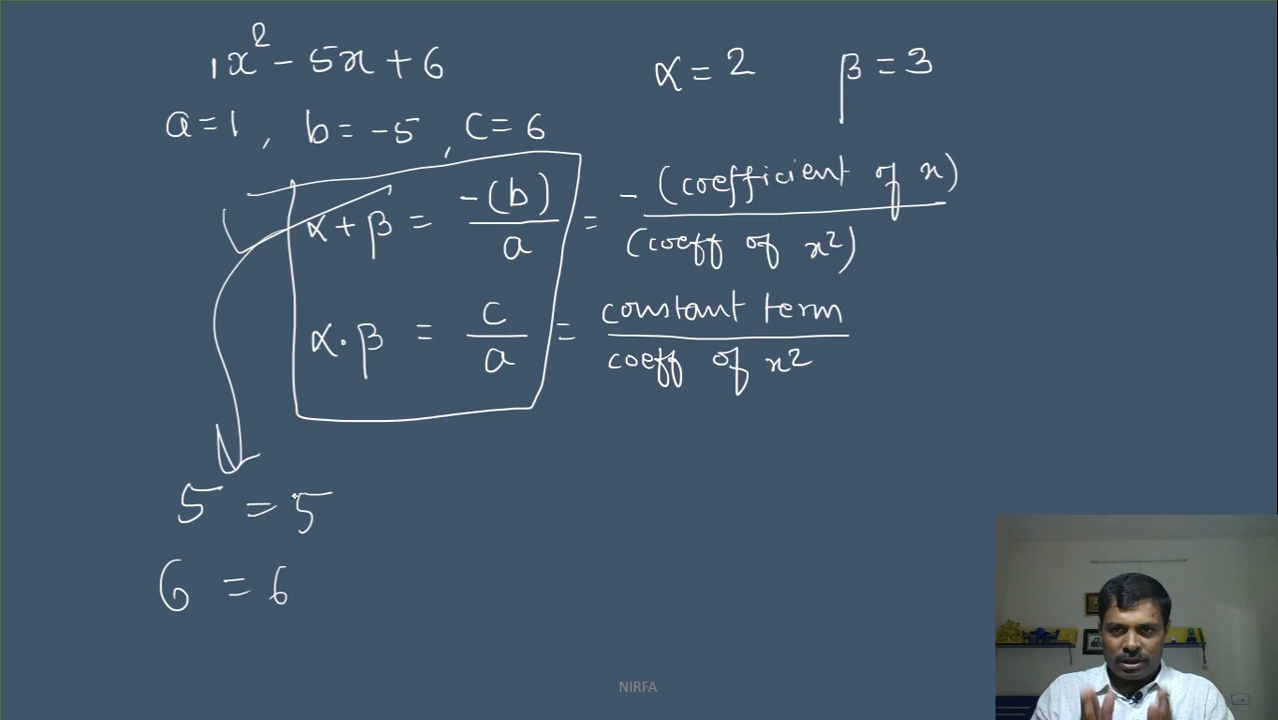 1x² - 5x + 6
α = 2 β = 3
a = 1, b = -5, c = 6
α + β = -(b)/a = -(coefficient of x)/(coeff of x²)
α · β = c/a = constant term/coeff of x²
5 = 5
6 = 6
NIRFA